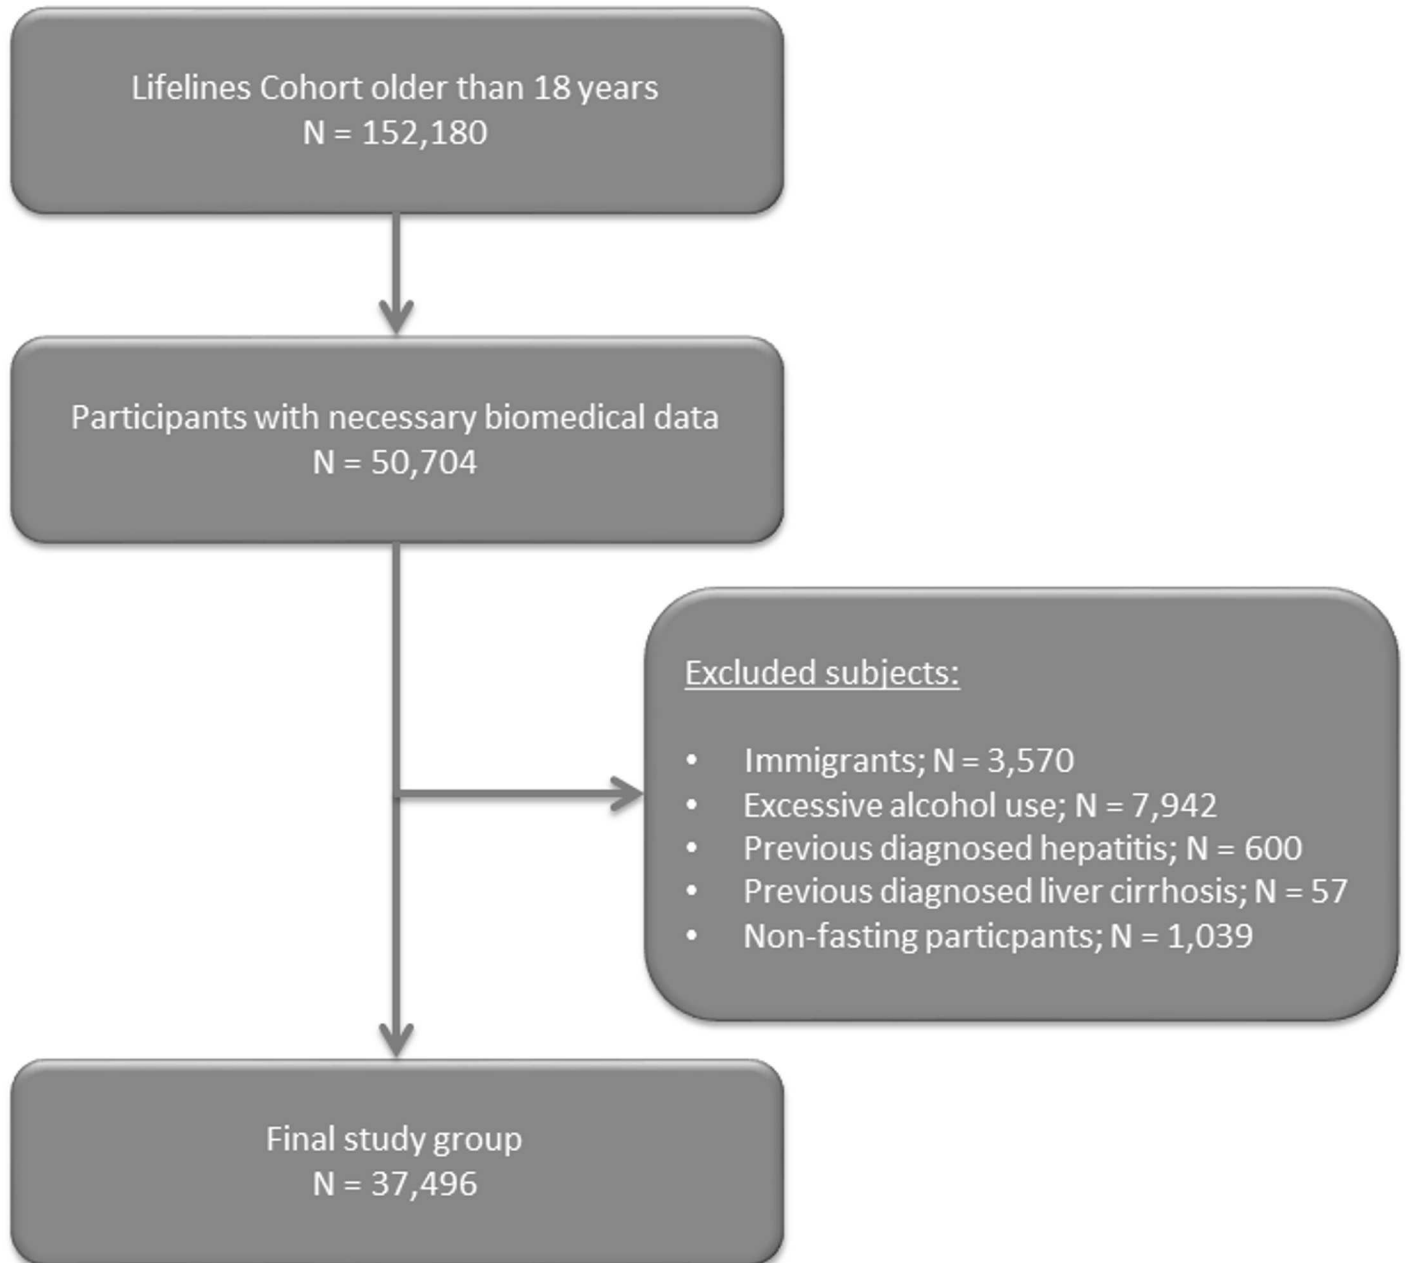 Lifelines Cohort older than 18 years
N = 152,180
Participants with necessary biomedical data
N = 50,704
Excluded subjects:
• Immigrants; N = 3,570
• Excessive alcohol use; N = 7,942
• Previous diagnosed hepatitis; N = 600
• Previous diagnosed liver cirrhosis; N = 57
• Non-fasting particpants; N = 1,039
Final study group
N = 37,496